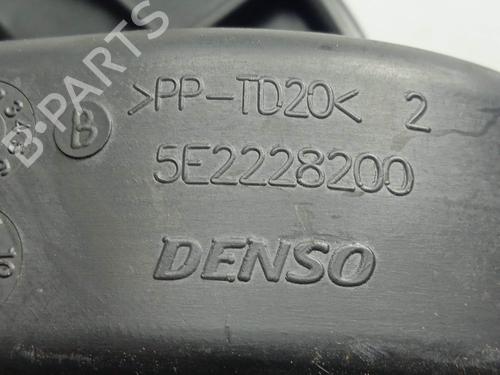 >PP-TD20< 2
B
5E2228200
DENSO
B-PARTS